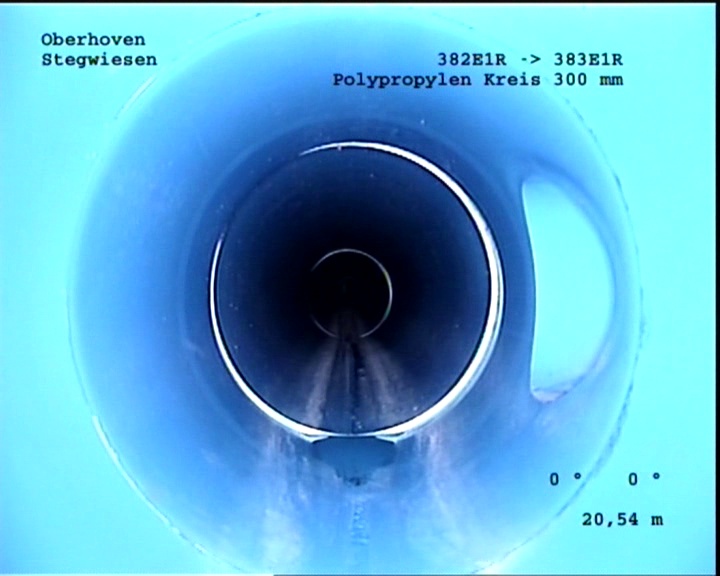 Oberhoven
Stegwiesen
382E1R -> 383E1R
Polypropylen Kreis 300 mm
0 ° 0 °
20,54 m